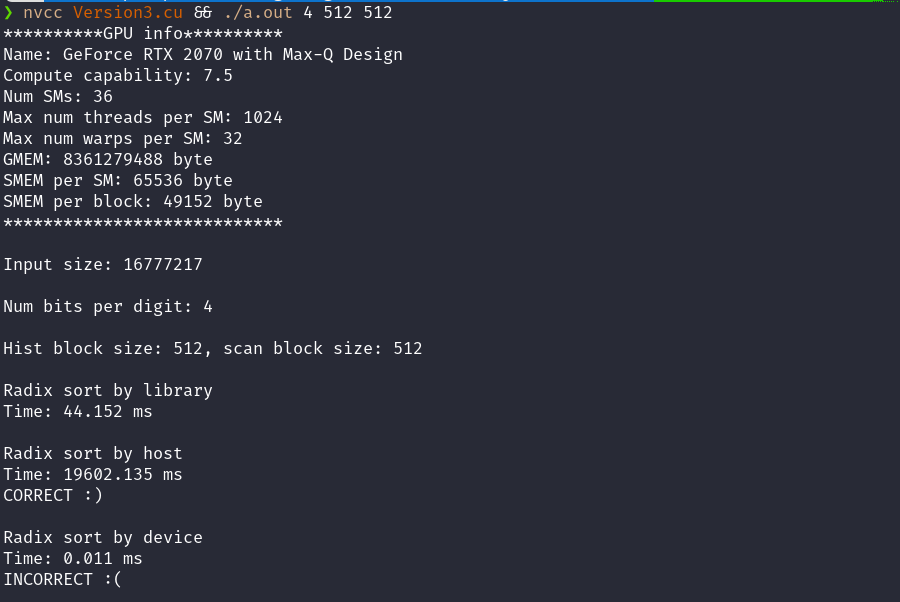 ❯ nvcc Version3.cu && ./a.out 4 512 512
**********GPU info**********
Name: GeForce RTX 2070 with Max-Q Design
Compute capability: 7.5
Num SMs: 36
Max num threads per SM: 1024
Max num warps per SM: 32
GMEM: 8361279488 byte
SMEM per SM: 65536 byte
SMEM per block: 49152 byte
****************************
Input size: 16777217
Num bits per digit: 4
Hist block size: 512, scan block size: 512
Radix sort by library
Time: 44.152 ms
Radix sort by host
Time: 19602.135 ms
CORRECT :)
Radix sort by device
Time: 0.011 ms
INCORRECT :(